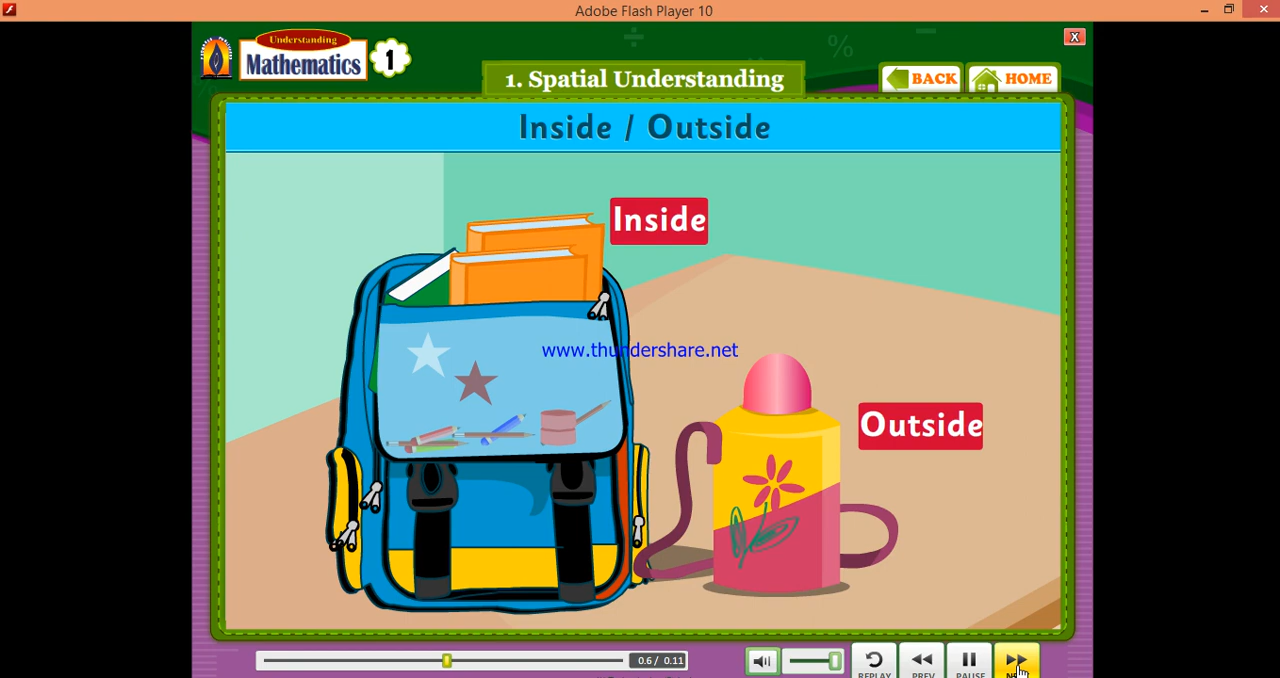 Adobe Flash Player 10
Understanding
Mathematics
1
X
1. Spatial Understanding
BACK
HOME
Inside / Outside
Inside
www.thundershare.net
Outside
0.6 / 0.11
REPLAY
PREV
PAUSE